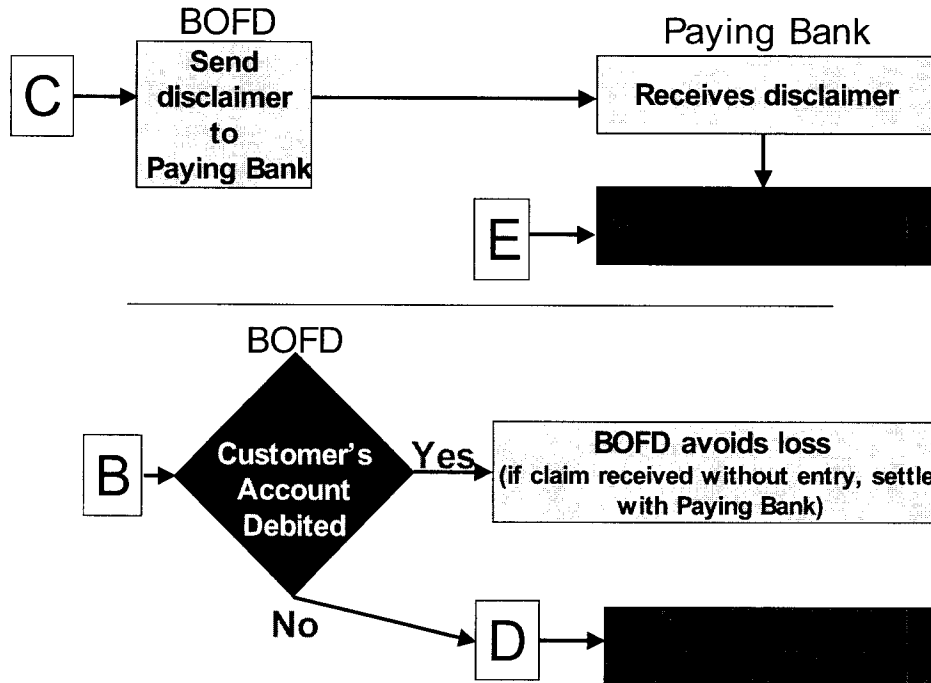 BOFD
Paying Bank
C
Send
disclaimer
to
Paying Bank
Receives disclaimer
E
BOFD
B
Customer's
Account
Debited
Yes
BOFD avoids loss
(if claim received without entry, settle
with Paying Bank)
No
D